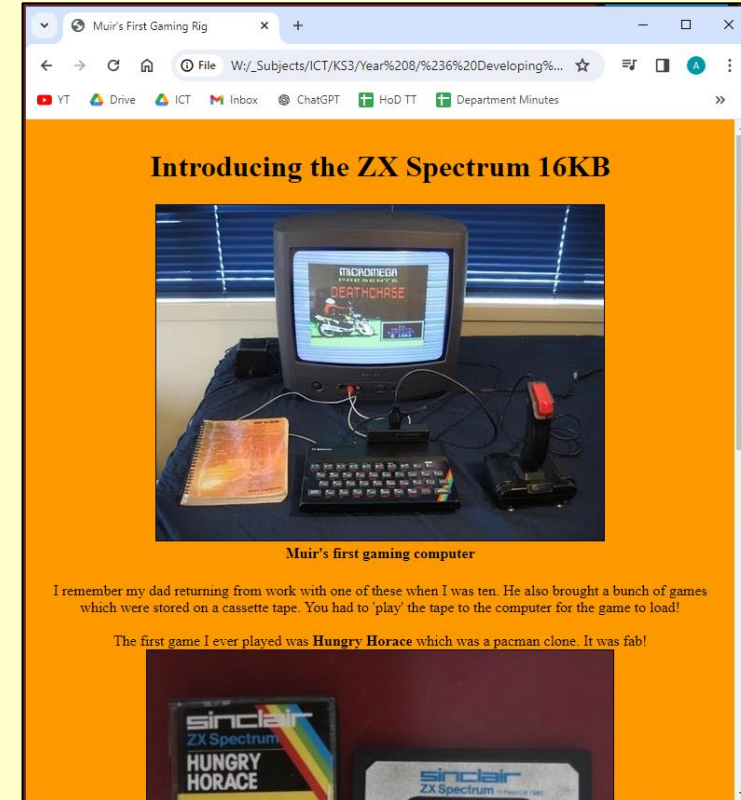 Muir's First Gaming Rig
File W:/_Subjects/ICT/KS3/Year%208/%236%20Developing%...
A
YT Drive ICT Inbox ChatGPT HoD TT Department Minutes
Introducing the ZX Spectrum 16KB
MICROMEGA
PRESENTS
DEATHCHASE
sinclair
Muir's first gaming computer
I remember my dad returning from work with one of these when I was ten. He also brought a bunch of games
which were stored on a cassette tape. You had to 'play' the tape to the computer for the game to load!
The first game I ever played was Hungry Horace which was a pacman clone. It was fab!
sinclair
ZX Spectrum
HUNGRY
HORACE
sinclair
ZX Spectrum